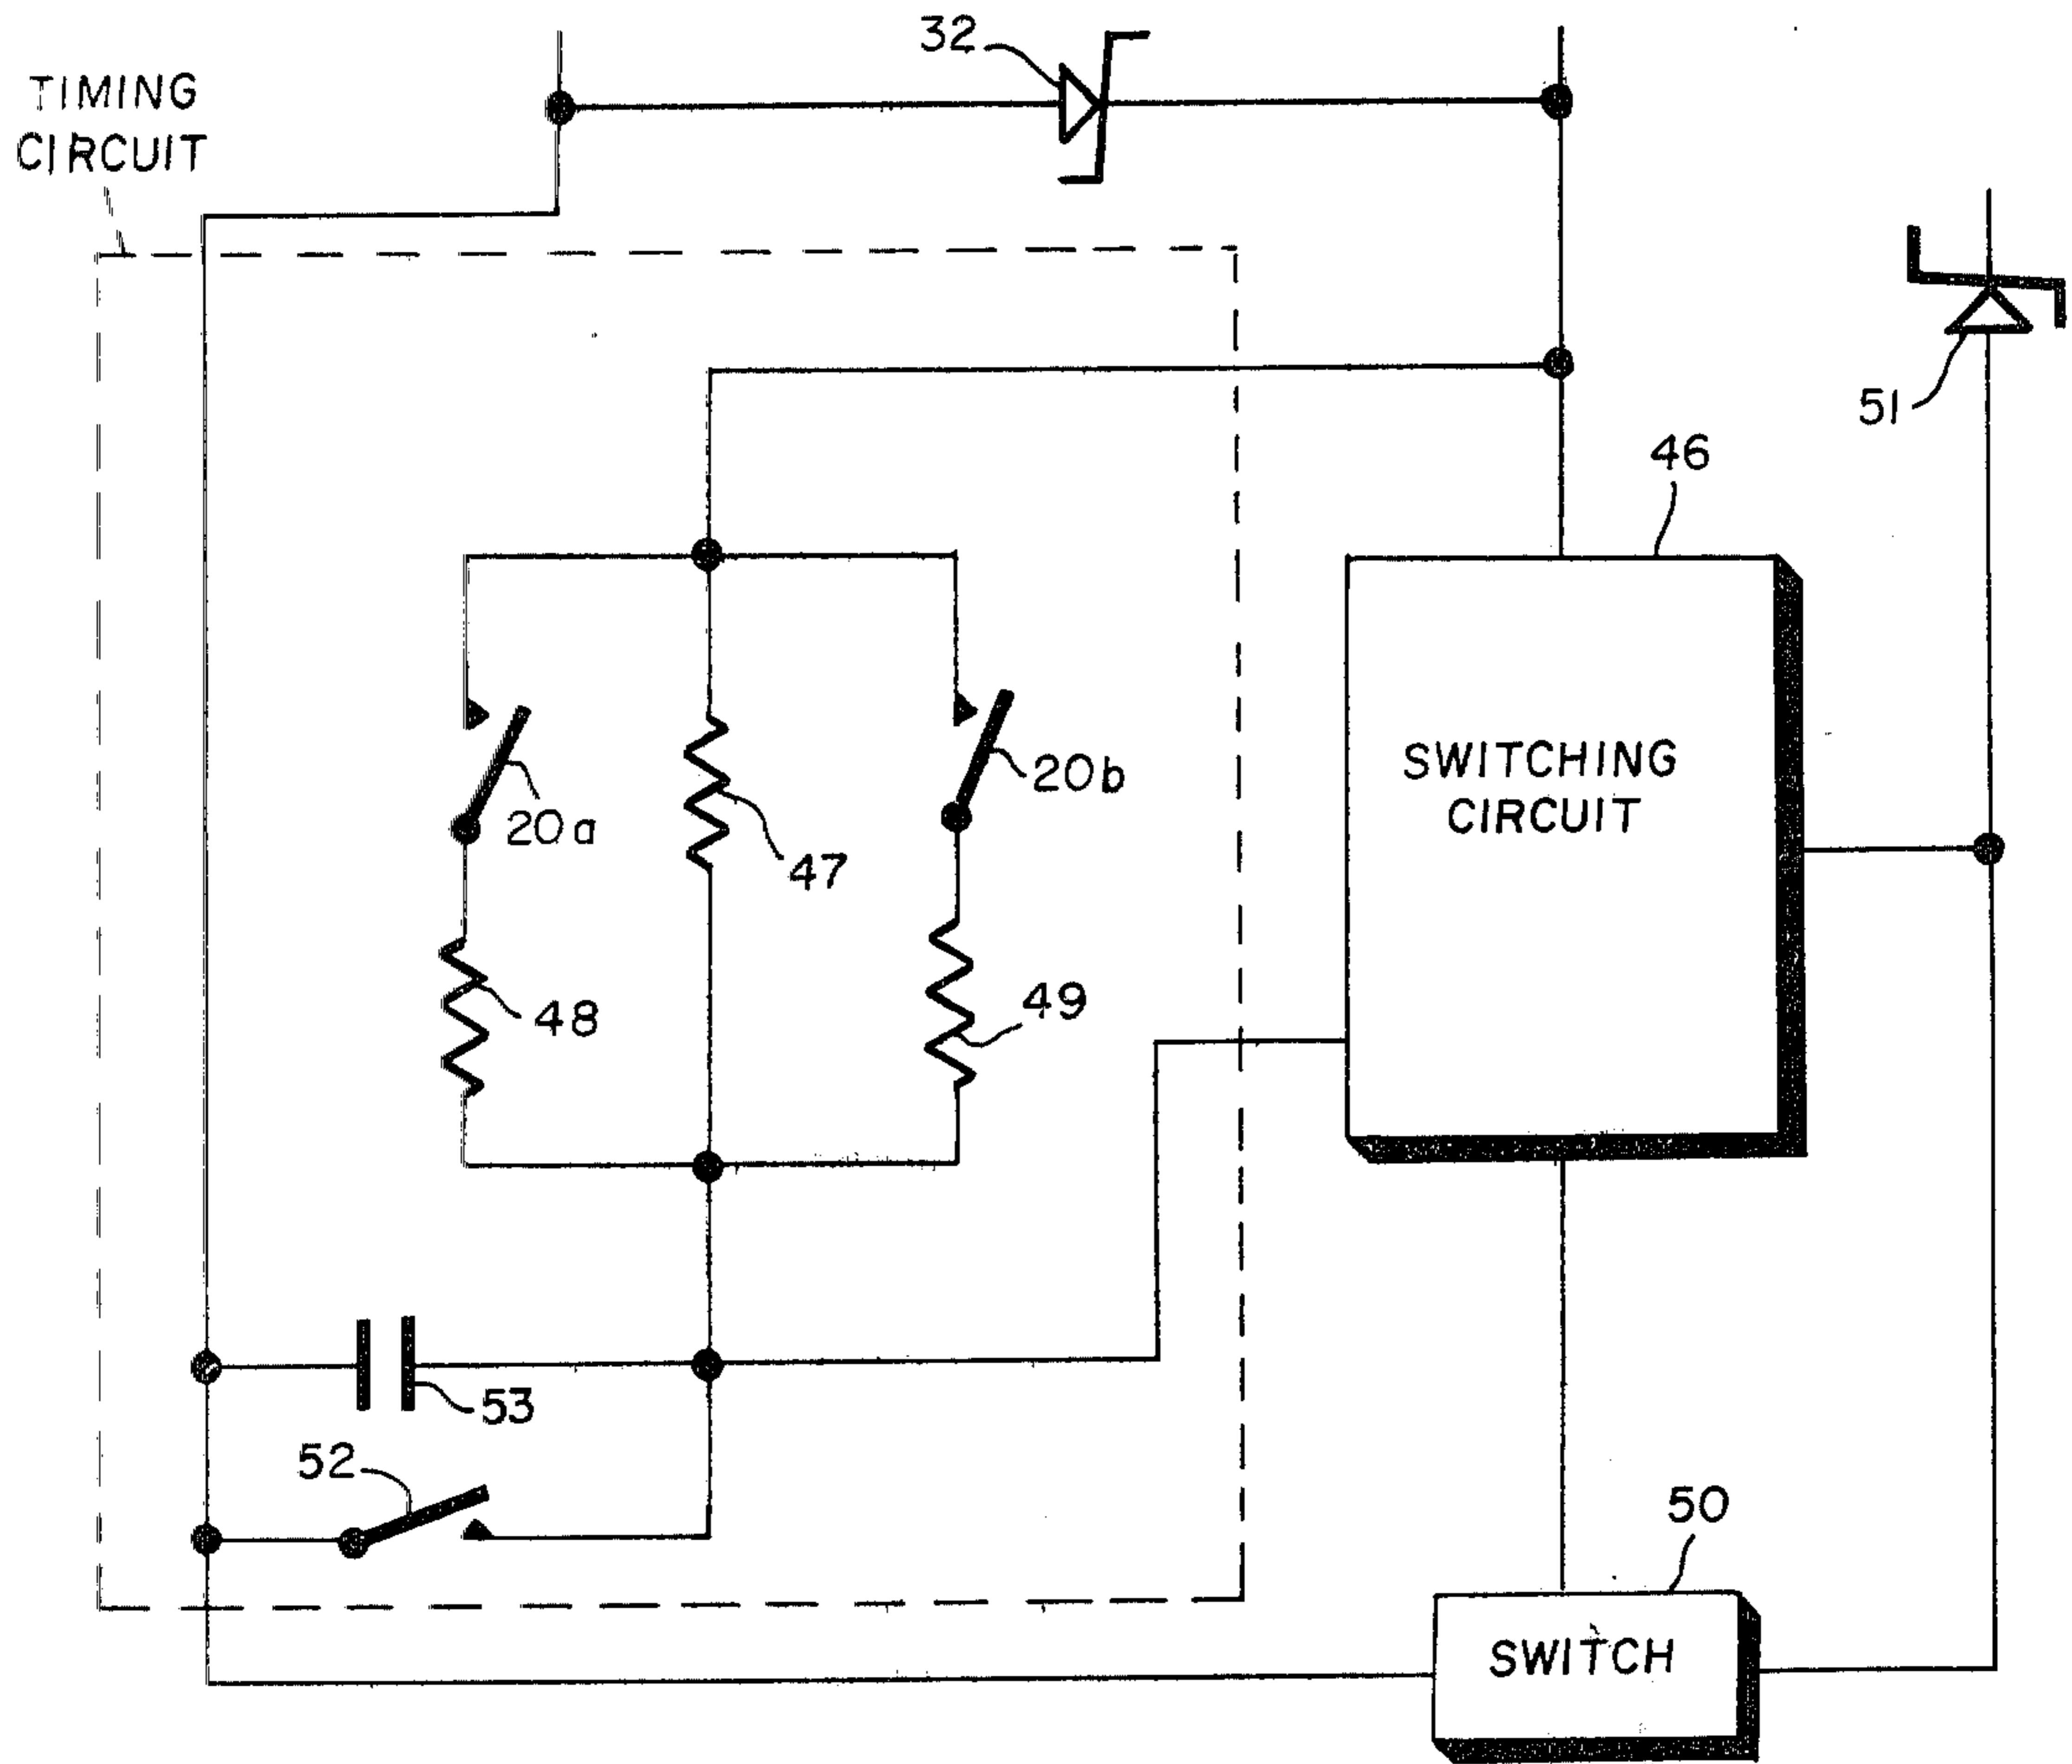 32
TIMING
CIRCUIT
51
46
SWITCHING
CIRCUIT
20b
20a
47
48
49
53
52
50
SWITCH